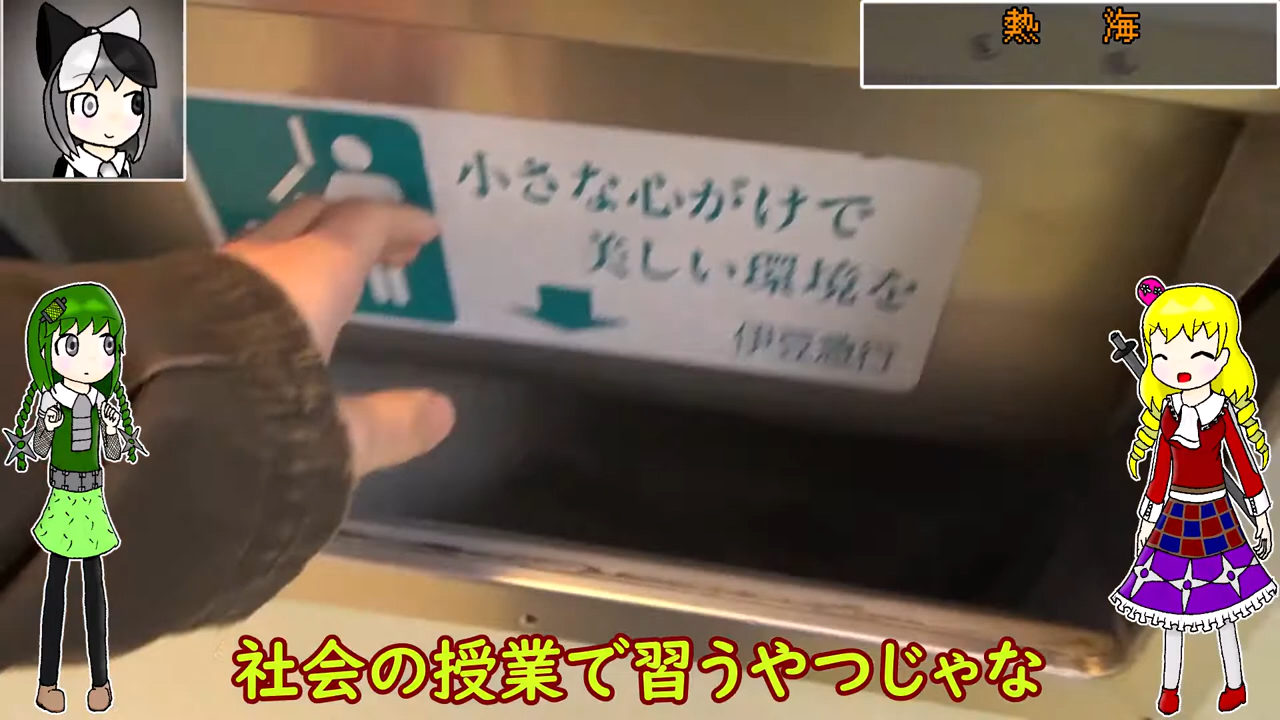 熱 海
小さな心がけで
美しい環境を
伊豆急行
社会の授業で習うやつじゃな